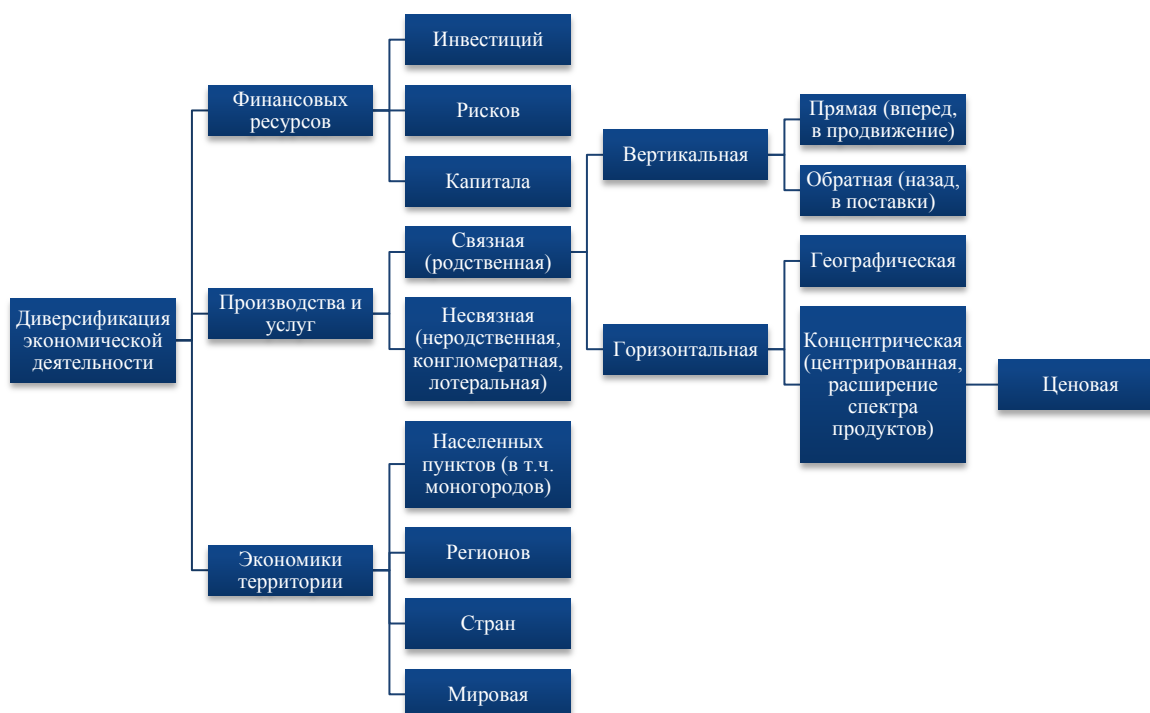 Диверсификация
экономической
деятельности
Финансовых
ресурсов
Инвестиций
Рисков
Капитала
Производства и
услуг
Связная
(родственная)
Вертикальная
Прямая (вперед,
в продвижение)
Обратная (назад,
в поставки)
Горизонтальная
Географическая
Концентрическая
(центрированная,
расширение
спектра
продуктов)
Ценовая
Несвязная
(неродственная,
конгломератная,
лотеральная)
Экономики
территории
Населенных
пунктов (в т.ч.
моногородов)
Регионов
Стран
Мировая